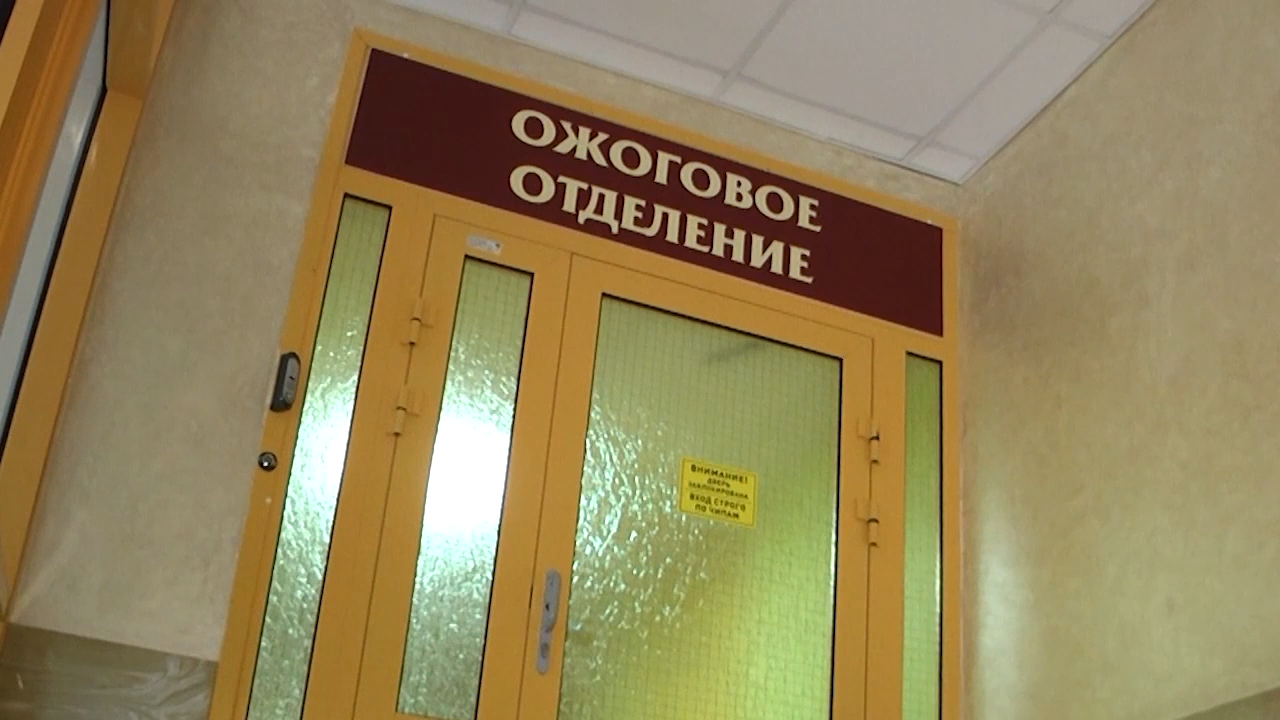 ОЖОГОВОЕ
ОТДЕЛЕНИЕ
ВНИМАНИЕ!
ДВЕРЬ
ЗАБЛОКИРОВАНА
ВХОД СТРОГО
ПО ЧИПАМ